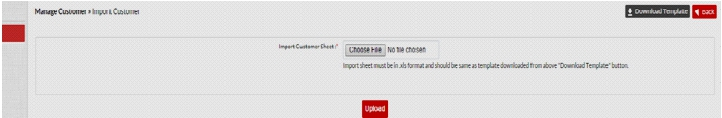 Manage Customer » Import Customer
Download Template
Back
Import Customer Sheet :*
Choose File No file chosen
Import sheet must be in .xls format and should be same as template downloaded from above "Download Template" button.
Upload